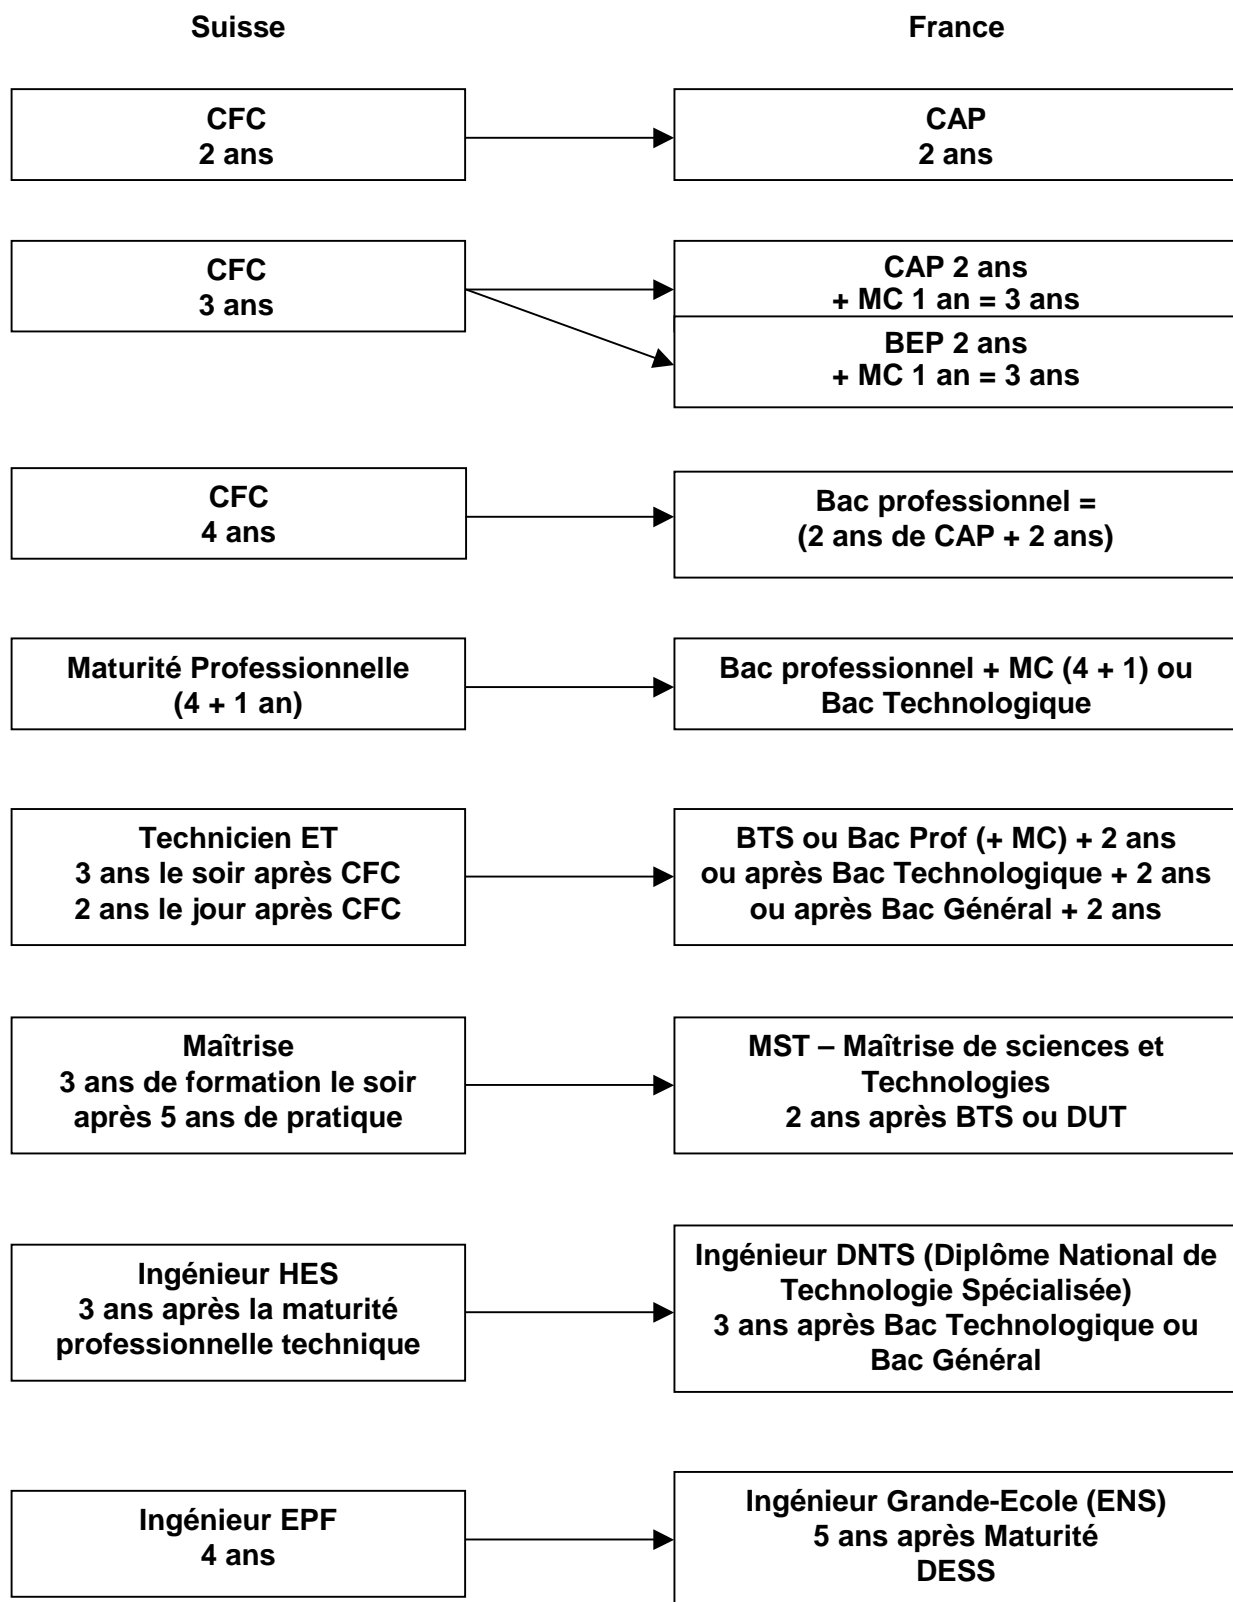 Suisse
France
CFC
2 ans
CAP
2 ans
CFC
3 ans
CAP 2 ans
+ MC 1 an = 3 ans
BEP 2 ans
+ MC 1 an = 3 ans
CFC
4 ans
Bac professionnel =
(2 ans de CAP + 2 ans)
Maturité Professionnelle
(4 + 1 an)
Bac professionnel + MC (4 + 1) ou
Bac Technologique
Technicien ET
3 ans le soir après CFC
2 ans le jour après CFC
BTS ou Bac Prof (+ MC) + 2 ans
ou après Bac Technologique + 2 ans
ou après Bac Général + 2 ans
Maîtrise
3 ans de formation le soir
après 5 ans de pratique
MST – Maîtrise de sciences et
Technologies
2 ans après BTS ou DUT
Ingénieur HES
3 ans après la maturité
professionnelle technique
Ingénieur DNTS (Diplôme National de
Technologie Spécialisée)
3 ans après Bac Technologique ou
Bac Général
Ingénieur EPF
4 ans
Ingénieur Grande-Ecole (ENS)
5 ans après Maturité
DESS